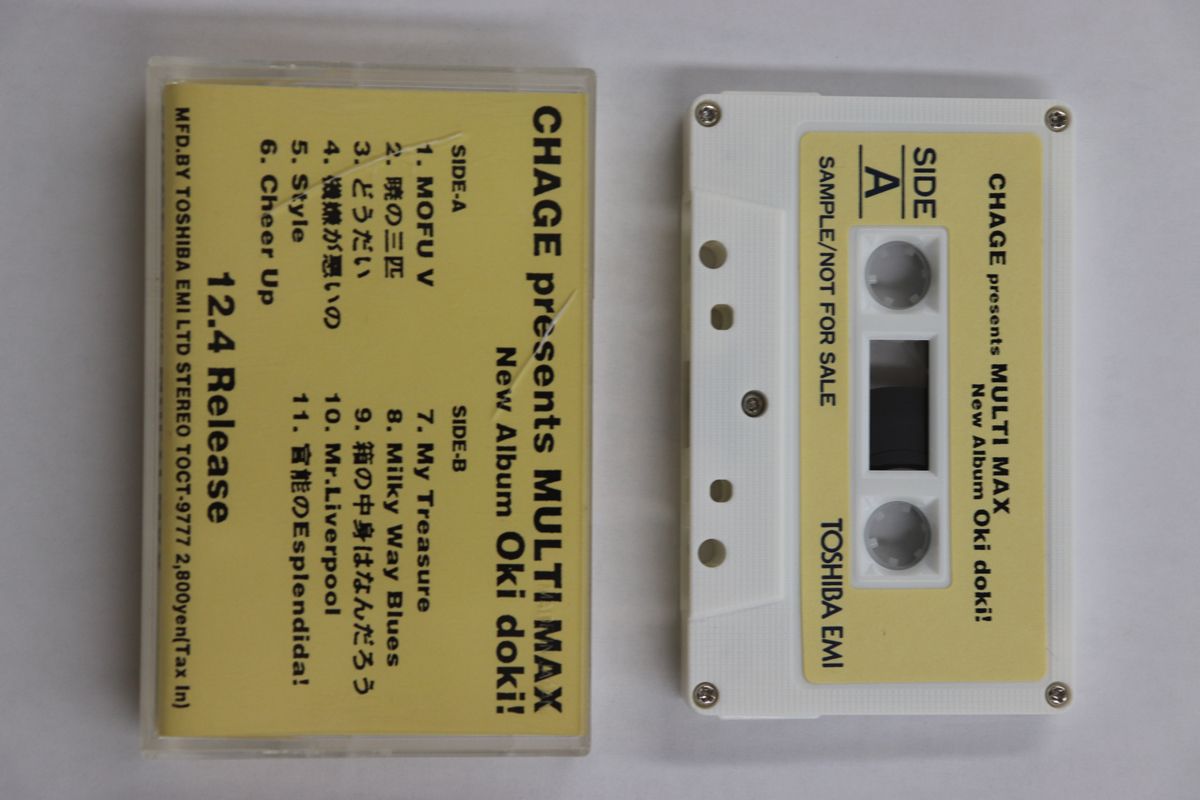 CHAGE presents MULTI MAX
New Album Oki doki!
SIDE-A
1. MOFU V
2. 暁の三匹
3. どうだい
4. 機嫌が悪いの
5. Style
6. Cheer Up
SIDE-B
7. My Treasure
8. Milky Way Blues
9. 箱の中身はなんだろう
10. Mr.Liverpool
11. 官能のEsplendida!
12.4 Release
MFD.BY TOSHIBA EMI LTD STEREO TOCT-9777 2,800yen(Tax In)
CHAGE presents MULTI MAX
New Album Oki doki!
SIDE
A
SAMPLE/NOT FOR SALE
TOSHIBA EMI